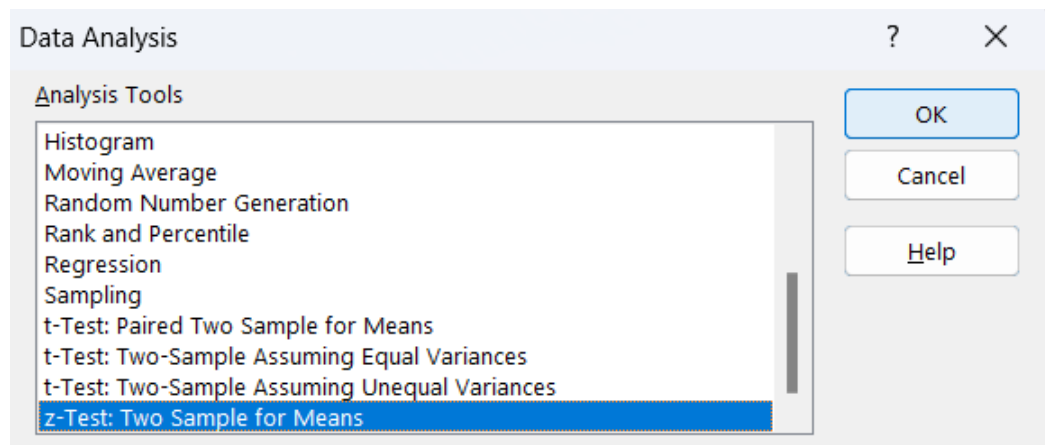 Data Analysis
?
Analysis Tools
OK
Cancel
Help
Histogram
Moving Average
Random Number Generation
Rank and Percentile
Regression
Sampling
t-Test: Paired Two Sample for Means
t-Test: Two-Sample Assuming Equal Variances
t-Test: Two-Sample Assuming Unequal Variances
z-Test: Two Sample for Means